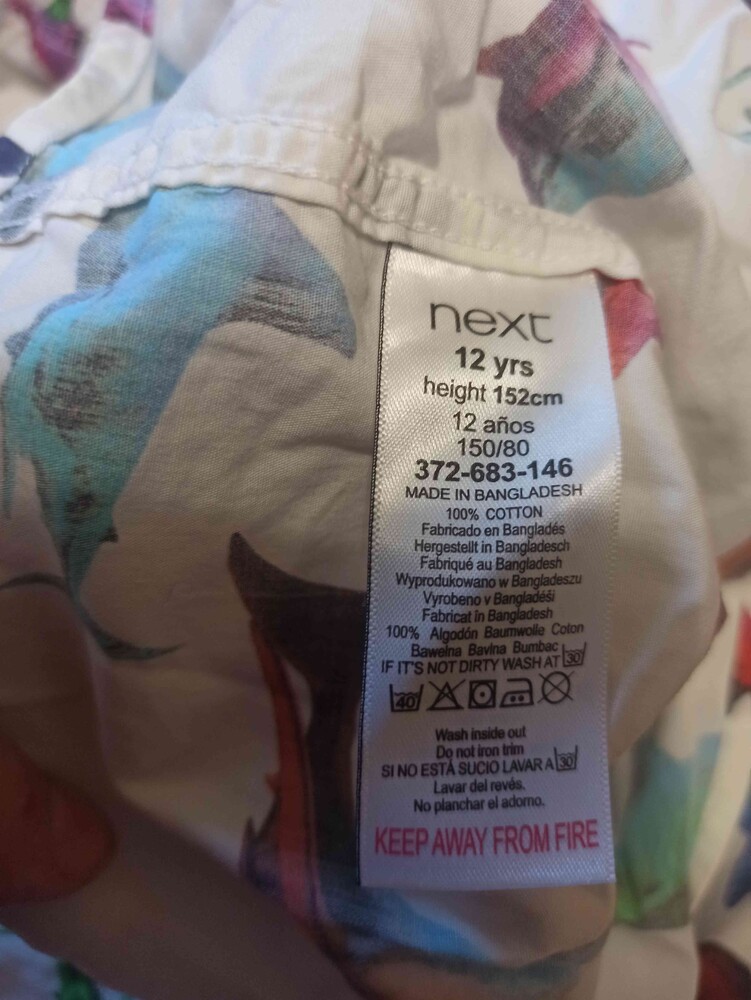 next
12 yrs
height 152cm
12 años
150/80
372-683-146
MADE IN BANGLADESH
100% COTTON
Fabricado en Bangladés
Hergestellt in Bangladesch
Fabriqué au Bangladesh
Wyprodukowano w Bangladeszu
Vyrobeno v Bangladéši
Fabricat în Bangladesh
100% Algodón Baumwolle Coton
Bawełna Bavlna Bumbac
IF IT'S NOT DIRTY WASH AT 30
40
Wash inside out
Do not iron trim
SI NO ESTÁ SUCIO LAVAR A 30
Lavar del revés.
No planchar el adorno.
KEEP AWAY FROM FIRE